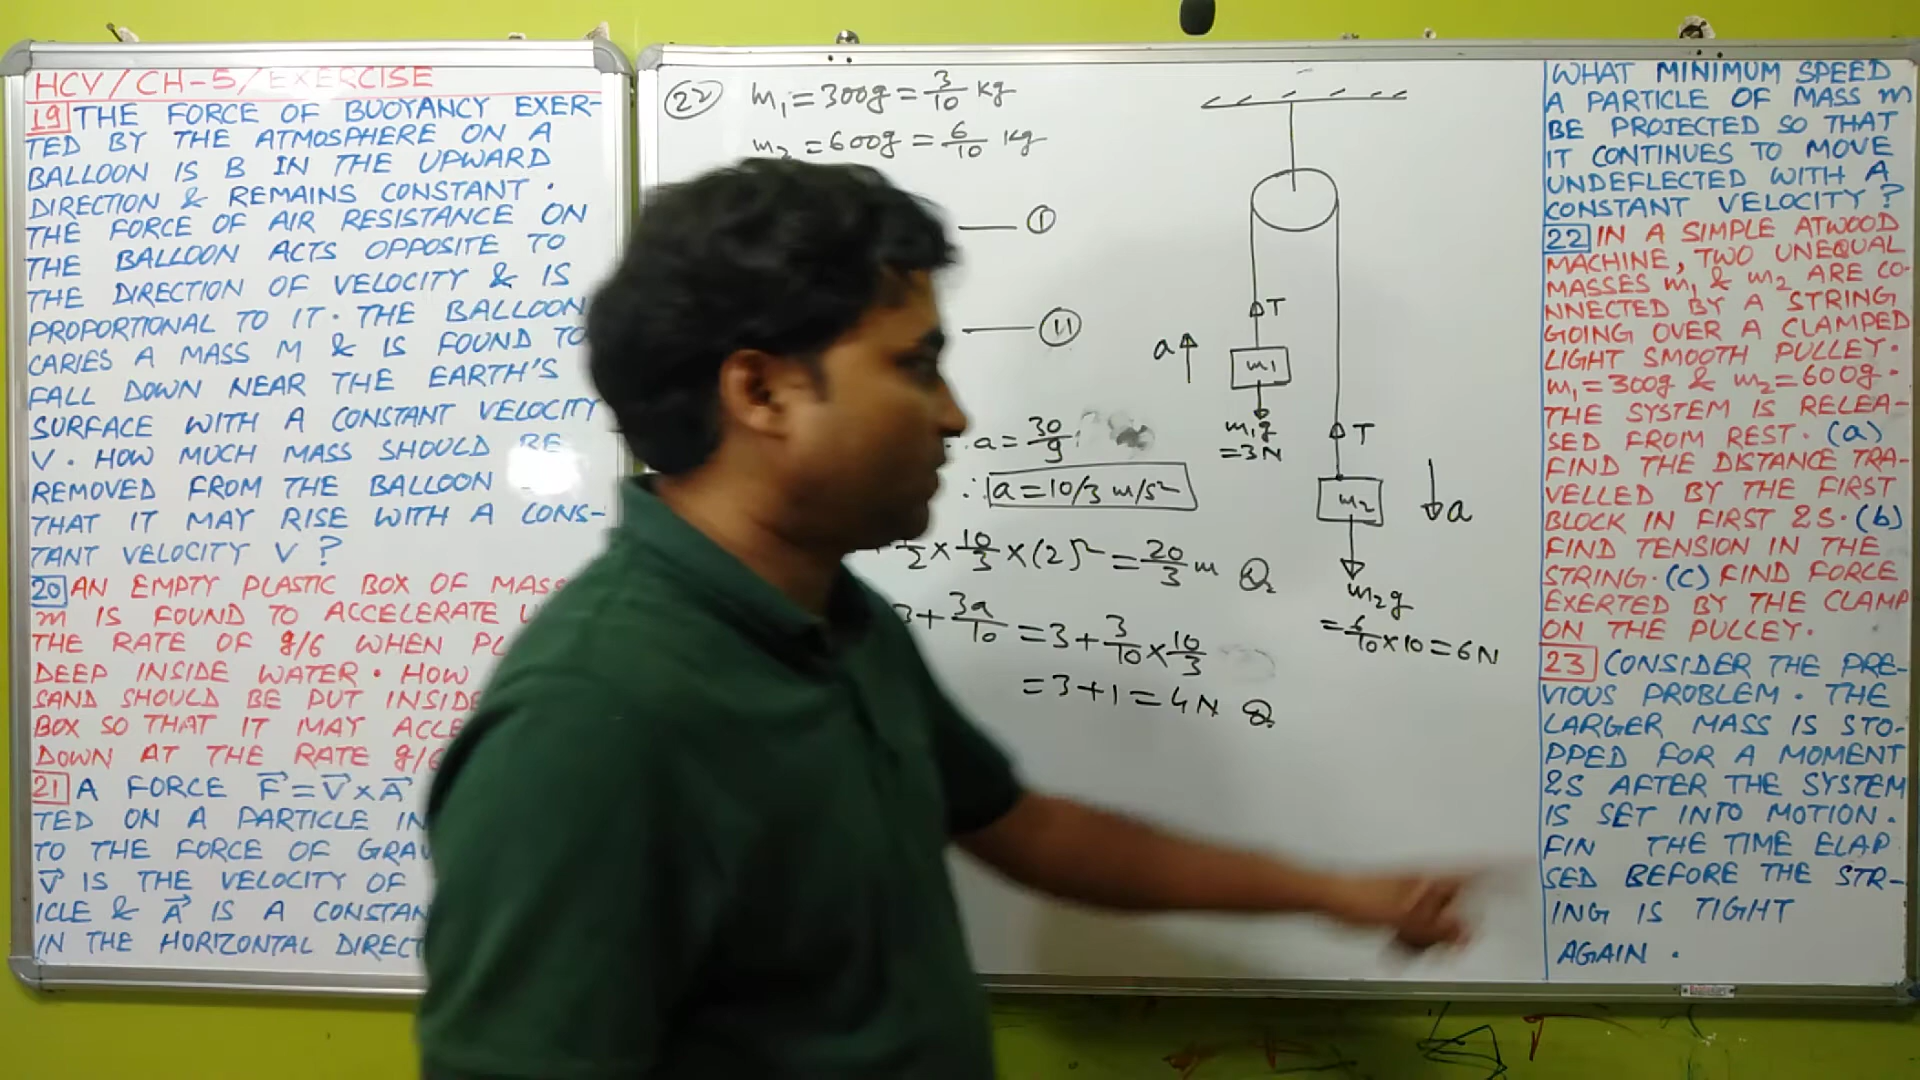 HCV/CH-5/EXERCISE
19 THE FORCE OF BUOYANCY EXER-
TED BY THE ATMOSPHERE ON A
BALLOON IS B IN THE UPWARD
DIRECTION & REMAINS CONSTANT.
THE FORCE OF AIR RESISTANCE ON
THE BALLOON ACTS OPPOSITE TO
THE DIRECTION OF VELOCITY & IS
PROPORTIONAL TO IT. THE BALLOON
CARIES A MASS M & IS FOUND TO
FALL DOWN NEAR THE EARTH'S
SURFACE WITH A CONSTANT VELOCITY
V. HOW MUCH MASS SHOULD BE
REMOVED FROM THE BALLOON
THAT IT MAY RISE WITH A CONS-
TANT VELOCITY V ?
20 AN EMPTY PLASTIC BOX OF MASS
m IS FOUND TO ACCELERATE
THE RATE OF g/6 WHEN
DEEP INSIDE WATER. HOW
SAND SHOULD BE PUT INSIDE
BOX SO THAT IT MAY
DOWN AT THE RATE g/6
21 A FORCE F⃗=V⃗×A⃗
TED ON A PARTICLE IN
TO THE FORCE OF
V⃗ IS THE VELOCITY OF
ICLE & A⃗ IS A
IN THE HORIZONTAL
22 m₁=300g=3/10 kg
m₂=600g=6/10 kg
I
II
∴a=30/9
∴a=10/3 m/s²
1/2×10/3×(2)²=20/3 m
3+3a/10=3+3/10×10/3
=3+1=4N
T
a
m1
m₁g
=3N
T
m2
a
m₂g
=6/10×10=6N
WHAT MINIMUM SPEED
A PARTICLE OF MASS m
BE PROJECTED SO THAT
IT CONTINUES TO MOVE
UNDEFLECTED WITH A
CONSTANT VELOCITY ?
22 IN A SIMPLE ATWOOD
MACHINE, TWO UNEQUAL
MASSES m₁ & m₂ ARE CO-
NNECTED BY A STRING
GOING OVER A CLAMPED
LIGHT SMOOTH PULLEY.
m₁=300g & m₂=600g.
THE SYSTEM IS RELEA-
SED FROM REST. (a)
FIND THE DISTANCE TRA-
VELLED BY THE FIRST
BLOCK IN FIRST 2S. (b)
FIND TENSION IN THE
STRING. (C) FIND FORCE
EXERTED BY THE CLAMP
ON THE PULLEY.
23 CONSIDER THE PRE-
VIOUS PROBLEM. THE
LARGER MASS IS STO-
PPED FOR A MOMENT
2S AFTER THE SYSTEM
IS SET INTO MOTION.
FIN THE TIME ELAP
SED BEFORE THE STR-
ING IS TIGHT
AGAIN.